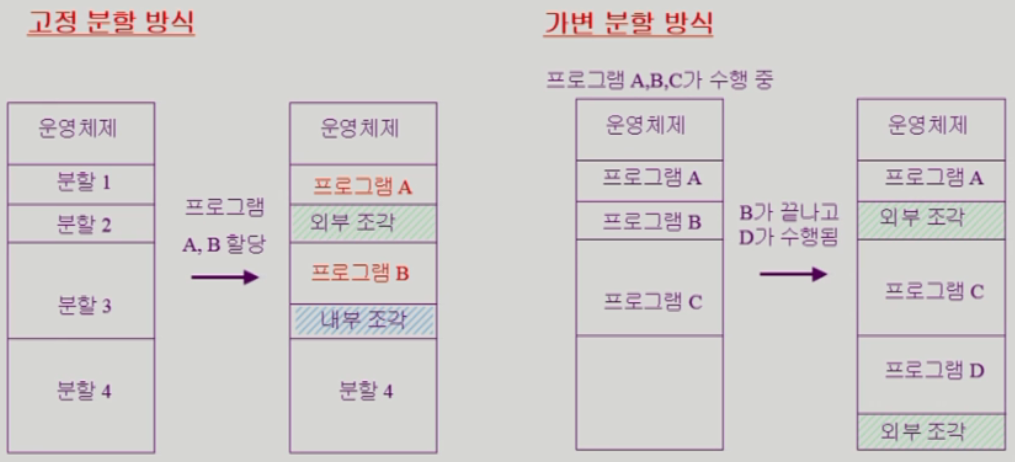 고정 분할 방식
운영체제
분할 1
분할 2
분할 3
분할 4
프로그램
A, B 할당
운영체제
프로그램 A
외부 조각
프로그램 B
내부 조각
분할 4
가변 분할 방식
프로그램 A,B,C가 수행 중
운영체제
프로그램 A
프로그램 B
프로그램 C
B가 끝나고
D가 수행됨
운영체제
프로그램 A
외부 조각
프로그램 C
프로그램 D
외부 조각